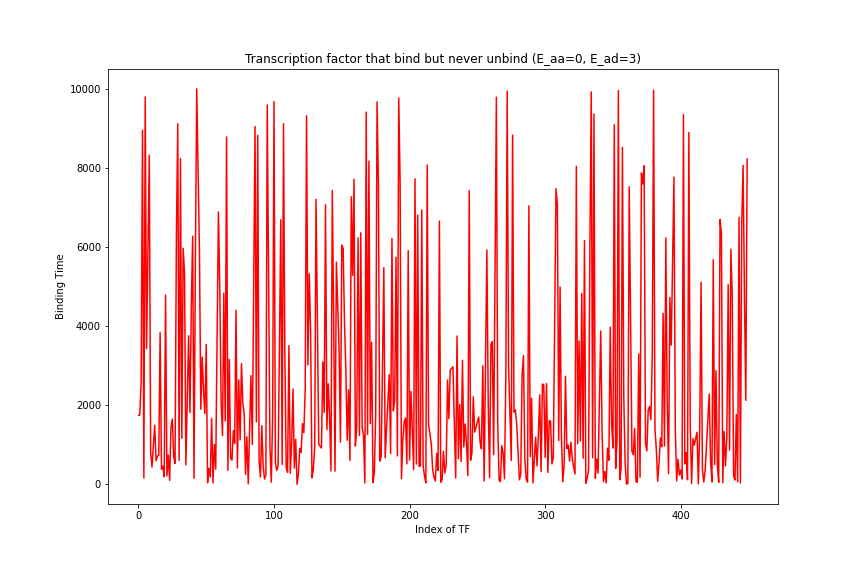 Transcription factor that bind but never unbind (E_aa=0, E_ad=3)
10000
8000
6000
4000
2000
0
Binding Time
0 100 200 300 400
Index of TF